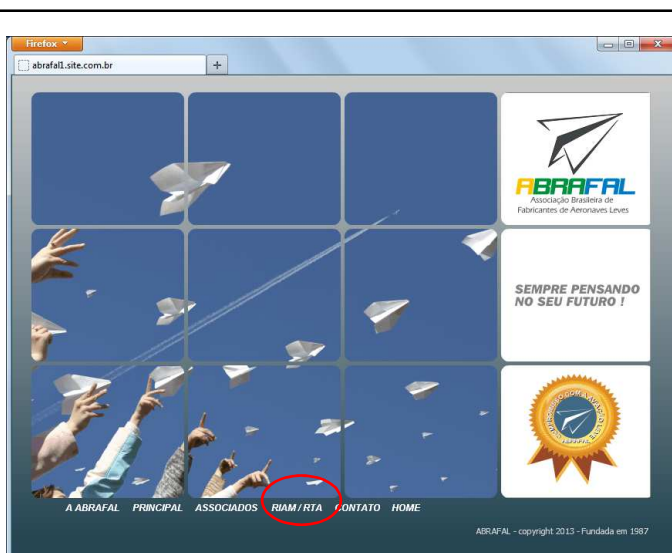 Firefox
abrafal1.site.com.br
ABRAFAL
Associação Brasileira de
Fabricantes de Aeronaves Leves
SEMPRE PENSANDO
NO SEU FUTURO !
ABRAFAL
A ABRAFAL PRINCIPAL ASSOCIADOS RIAM / RTA CONTATO HOME
ABRAFAL - copyright 2013 - Fundada em 1987